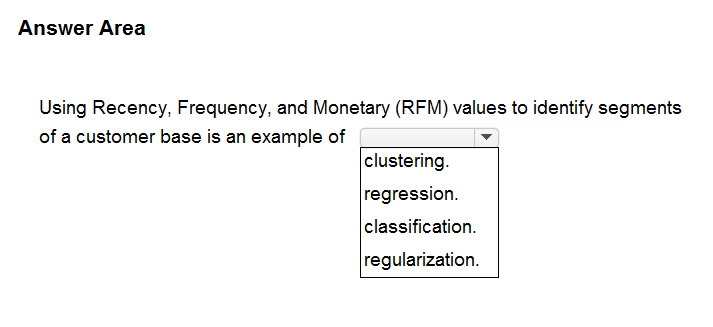 Answer Area
Using Recency, Frequency, and Monetary (RFM) values to identify segments
of a customer base is an example of
clustering.
regression.
classification.
regularization.